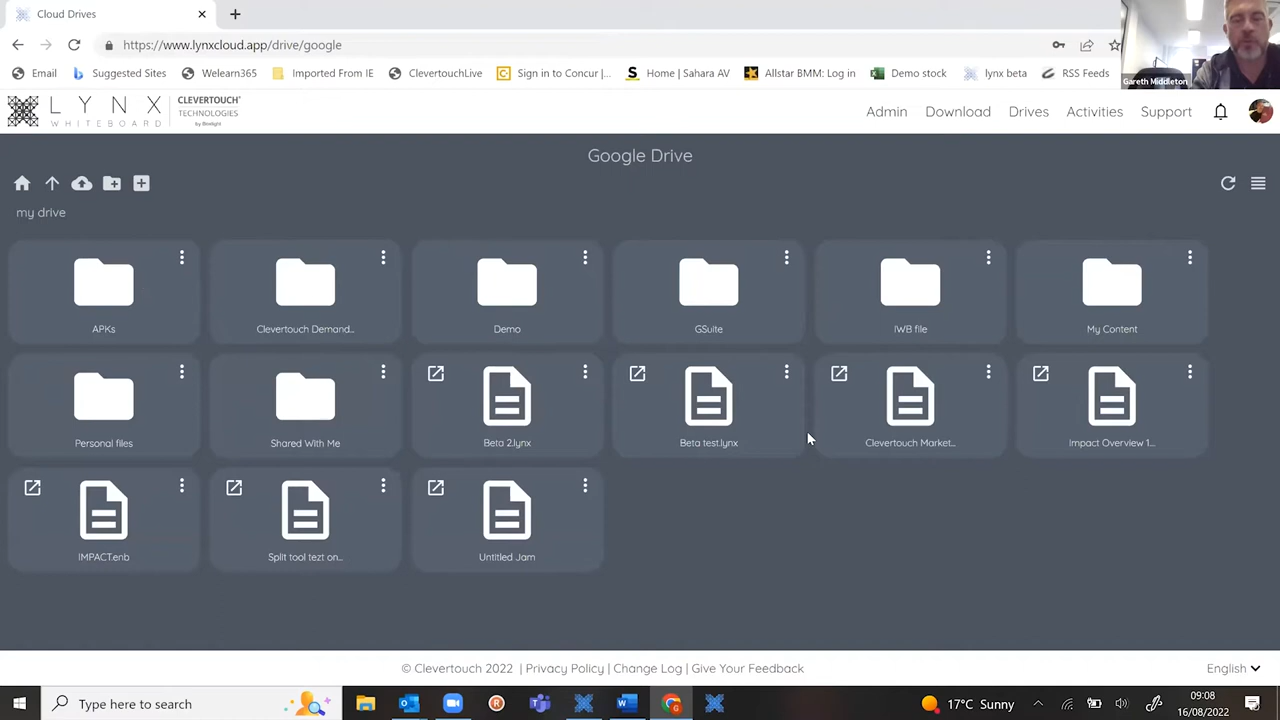 Cloud Drives
https://www.lynxcloud.app/drive/google
Email
Suggested Sites
Welearn365
Imported From IE
ClevertouchLive
Sign in to Concur |...
Home | Sahara AV
Allstar BMM: Log in
Demo stock
lynx beta
RSS Feeds
Gareth Middleton
LYNX
WHITEBOARD
CLEVERTOUCH
TECHNOLOGIES
by Boxlight
Admin
Download
Drives
Activities
Support
Google Drive
my drive
APKs
Clevertouch Demand...
Demo
GSuite
IWB file
My Content
Personal files
Shared With Me
Beta 2.lynx
Beta test.lynx
Clevertouch Market...
Impact Overview 1...
IMPACT.enb
Split tool tezt on...
Untitled Jam
© Clevertouch 2022 | Privacy Policy | Change Log | Give Your Feedback
English
Type here to search
17°C Sunny
09:08
16/08/2022